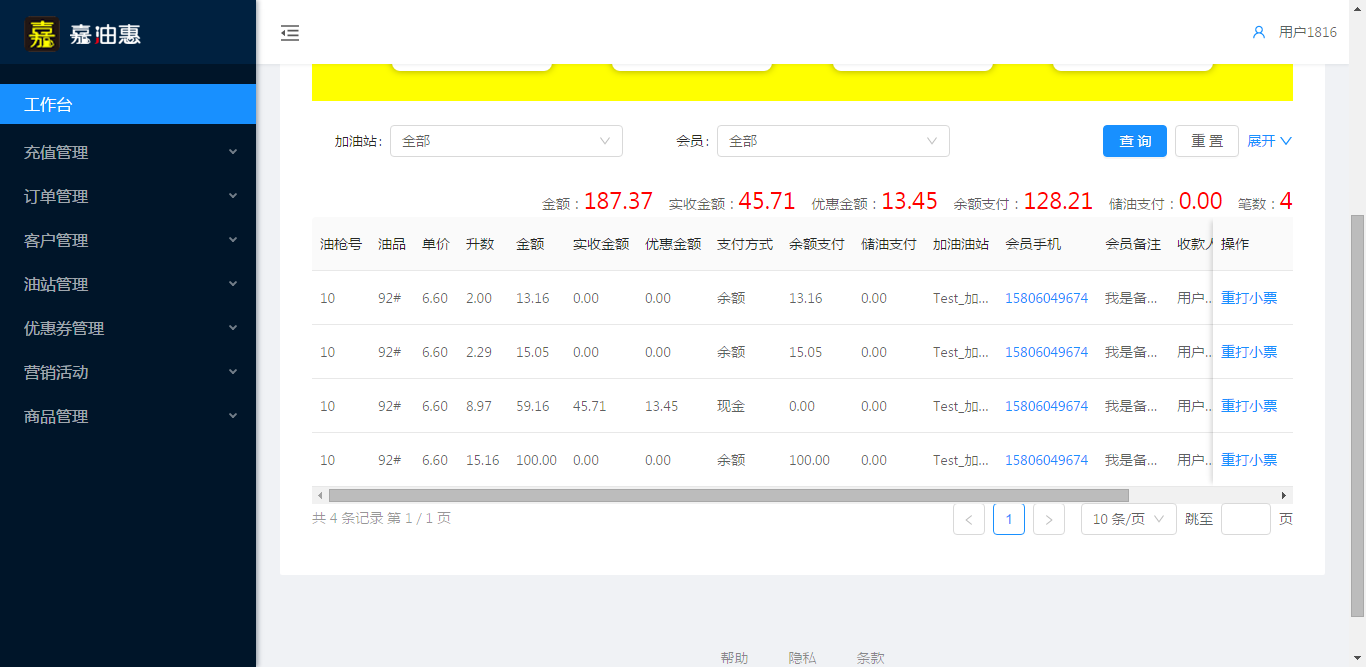 嘉油惠
用户1816
工作台
充值管理
订单管理
客户管理
油站管理
优惠券管理
营销活动
商品管理
加油站: 全部 会员: 全部 查 询 重 置 展开
金额：187.37 实收金额：45.71 优惠金额：13.45 余额支付：128.21 储油支付：0.00 笔数：4
油枪号 油品 单价 升数 金额 实收金额 优惠金额 支付方式 余额支付 储油支付 加油油站 会员手机 会员备注 收款人 操作
10 92# 6.60 2.00 13.16 0.00 0.00 余额 13.16 0.00 Test_加... 15806049674 我是备... 用户... 重打小票
10 92# 6.60 2.29 15.05 0.00 0.00 余额 15.05 0.00 Test_加... 15806049674 我是备... 用户... 重打小票
10 92# 6.60 8.97 59.16 45.71 13.45 现金 0.00 0.00 Test_加... 15806049674 我是备... 用户... 重打小票
10 92# 6.60 15.16 100.00 0.00 0.00 余额 100.00 0.00 Test_加... 15806049674 我是备... 用户... 重打小票
共 4 条记录 第 1 / 1 页 < 1 > 10 条/页 跳至 页
帮助 隐私 条款